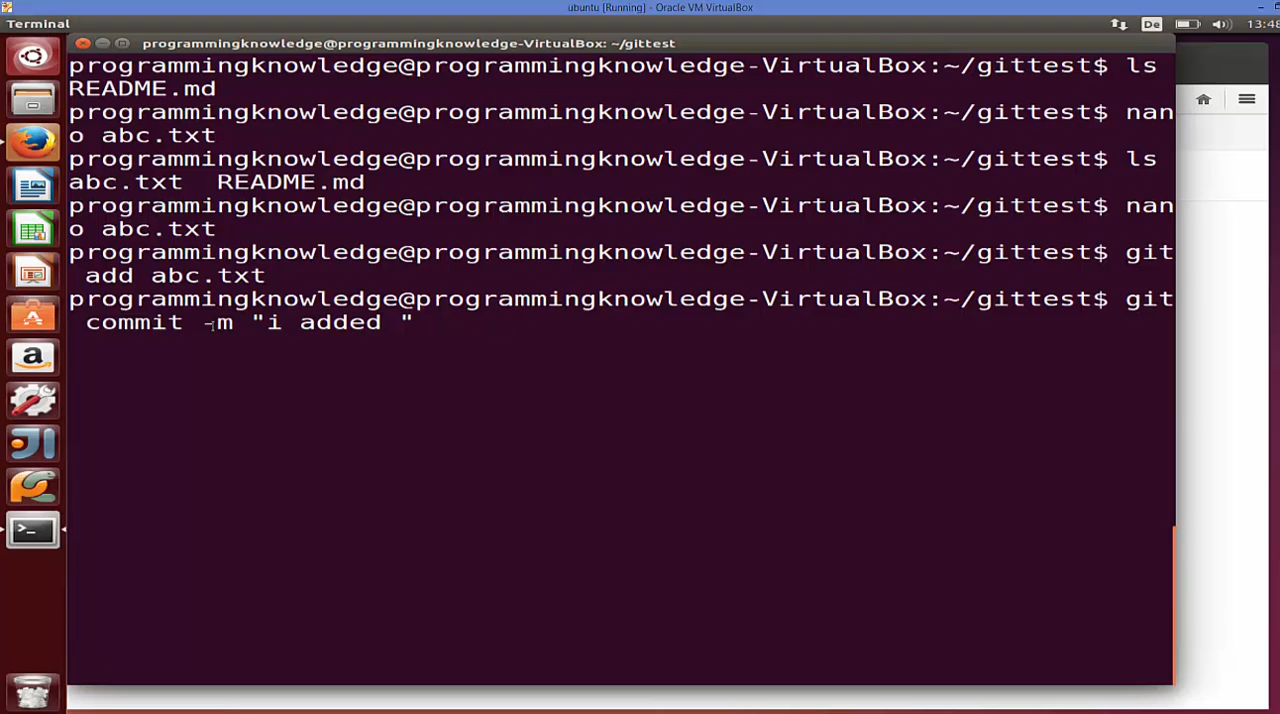 ubuntu [Running] - Oracle VM VirtualBox
Terminal
De
13:48
programmingknowledge@programmingknowledge-VirtualBox: ~/gittest
programmingknowledge@programmingknowledge-VirtualBox:~/gittest$ ls
README.md
programmingknowledge@programmingknowledge-VirtualBox:~/gittest$ nan
o abc.txt
programmingknowledge@programmingknowledge-VirtualBox:~/gittest$ ls
abc.txt  README.md
programmingknowledge@programmingknowledge-VirtualBox:~/gittest$ nan
o abc.txt
programmingknowledge@programmingknowledge-VirtualBox:~/gittest$ git
 add abc.txt
programmingknowledge@programmingknowledge-VirtualBox:~/gittest$ git
 commit -m "i added "